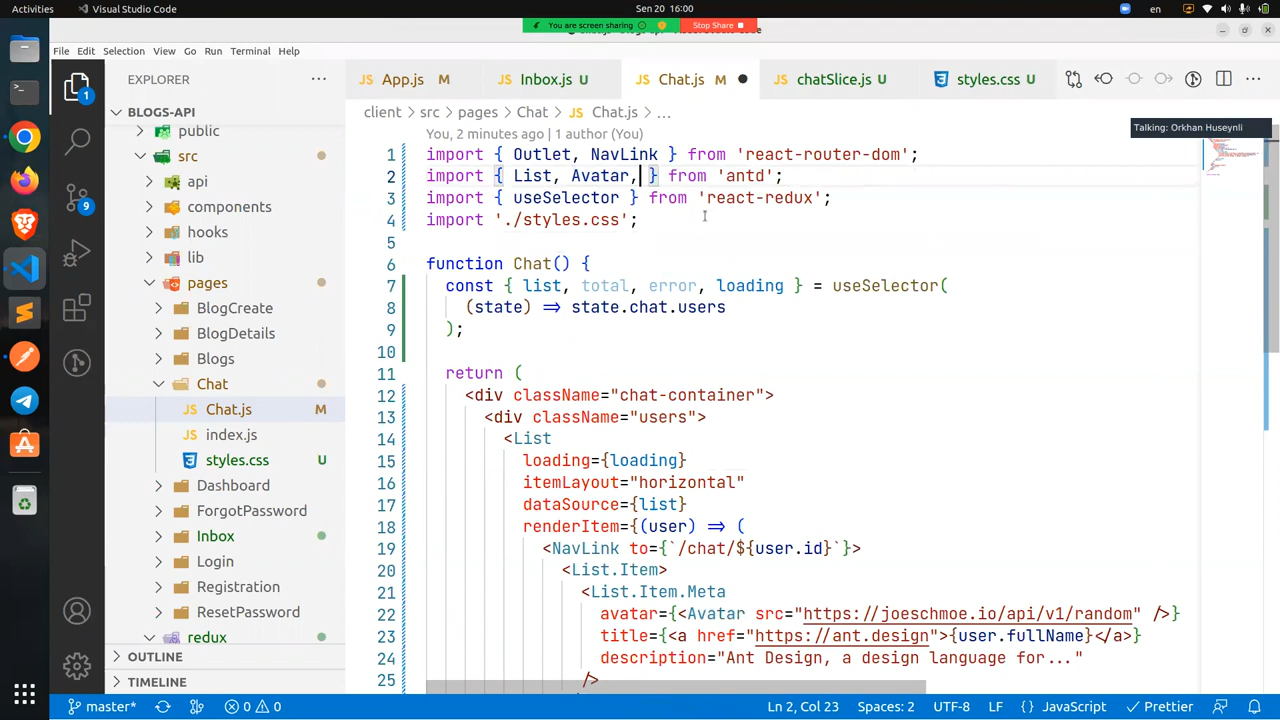 Activities
Visual Studio Code
Sen 20 16:00
en
You are screen sharing
Stop Share
File Edit Selection View Go Run Terminal Help
EXPLORER
App.js M
Inbox.js U
Chat.js M
chatSlice.js U
styles.css U
BLOGS-API
client > src > pages > Chat > JS Chat.js > ...
Talking: Orkhan Huseynli
public
src
api
components
hooks
lib
pages
BlogCreate
BlogDetails
Blogs
Chat
Chat.js M
index.js
styles.css U
Dashboard
ForgotPassword
Inbox
Login
Registration
ResetPassword
redux
OUTLINE
TIMELINE
You, 2 minutes ago | 1 author (You)
1 import { Outlet, NavLink } from 'react-router-dom';
2 import { List, Avatar, } from 'antd';
3 import { useSelector } from 'react-redux';
4 import './styles.css';
5
6 function Chat() {
7 const { list, total, error, loading } = useSelector(
8 (state) => state.chat.users
9 );
10
11 return (
12 <div className="chat-container">
13 <div className="users">
14 <List
15 loading={loading}
16 itemLayout="horizontal"
17 dataSource={list}
18 renderItem={(user) => (
19 <NavLink to={`/chat/${user.id}`}>
20 <List.Item>
21 <List.Item.Meta
22 avatar={<Avatar src="https://joeschmoe.io/api/v1/random" />}
23 title={<a href="https://ant.design">{user.fullName}</a>}
24 description="Ant Design, a design language for..."
25 />
1
9
master*
0 0
Ln 2, Col 23
Spaces: 2
UTF-8
LF
{ } JavaScript
Prettier